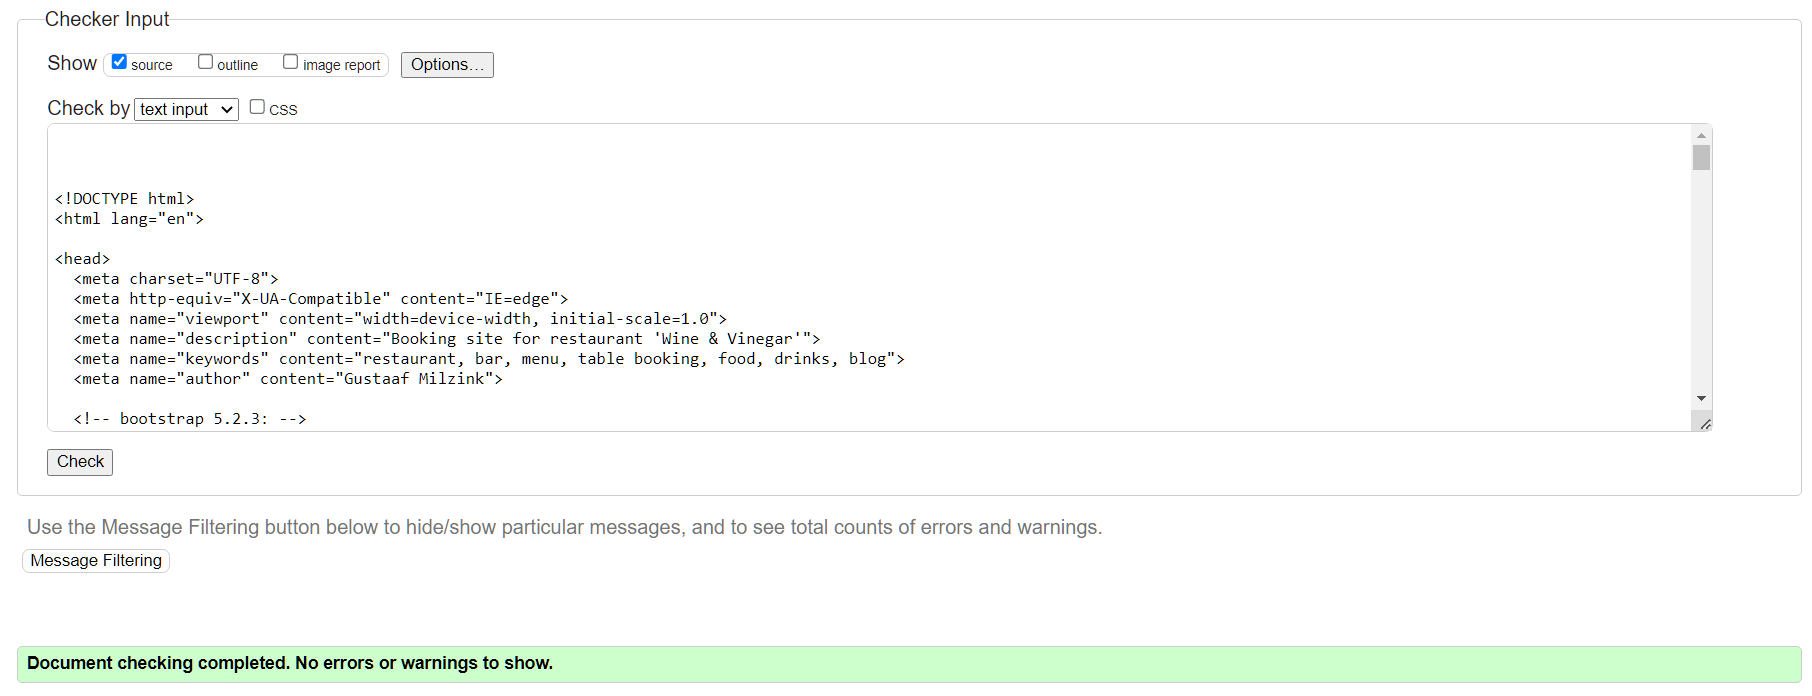 Checker Input
Show source outline image report Options...
Check by text input CSS
<!DOCTYPE html>
<html lang="en">
<head>
<meta charset="UTF-8">
<meta http-equiv="X-UA-Compatible" content="IE=edge">
<meta name="viewport" content="width=device-width, initial-scale=1.0">
<meta name="description" content="Booking site for restaurant 'Wine & Vinegar'">
<meta name="keywords" content="restaurant, bar, menu, table booking, food, drinks, blog">
<meta name="author" content="Gustaaf Milzink">
<!-- bootstrap 5.2.3: -->
Check
Use the Message Filtering button below to hide/show particular messages, and to see total counts of errors and warnings.
Message Filtering
Document checking completed. No errors or warnings to show.